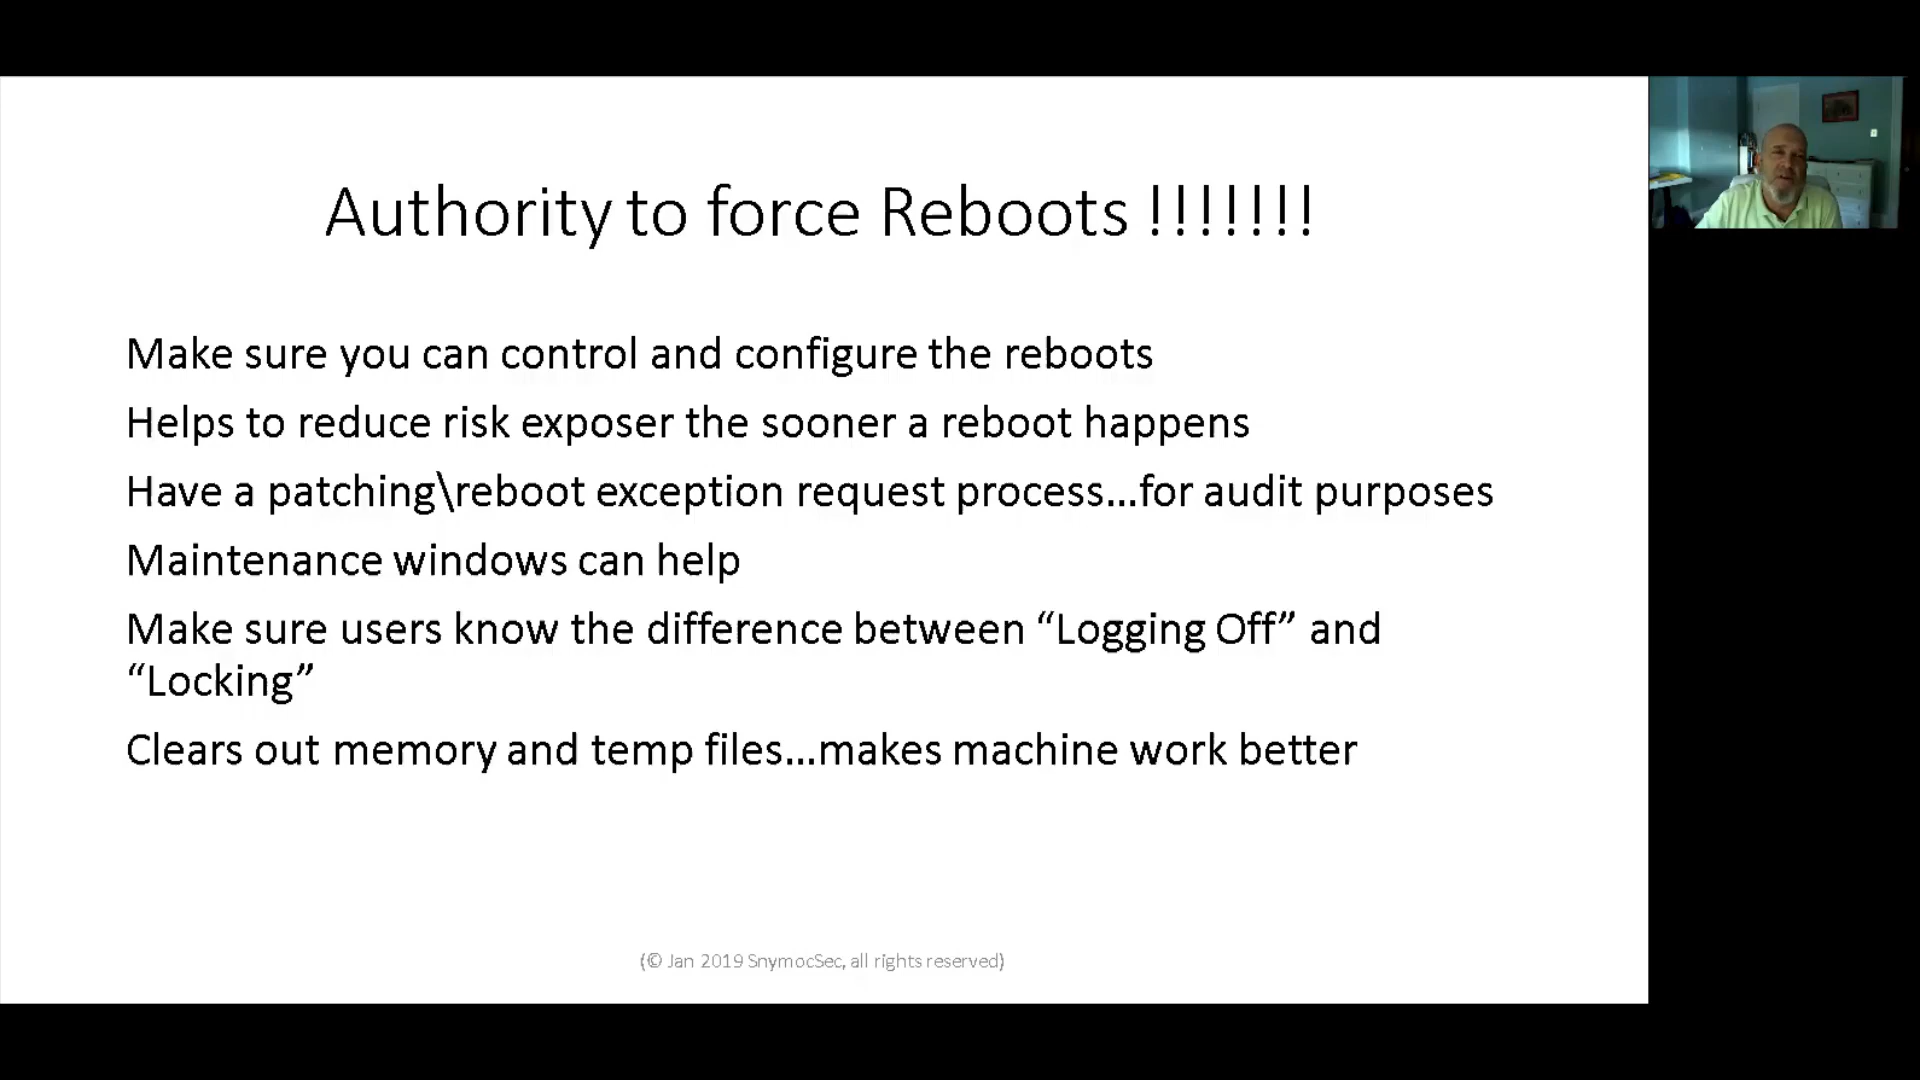 Authority to force Reboots !!!!!!!
Make sure you can control and configure the reboots
Helps to reduce risk exposer the sooner a reboot happens
Have a patching\reboot exception request process...for audit purposes
Maintenance windows can help
Make sure users know the difference between “Logging Off” and
“Locking”
Clears out memory and temp files...makes machine work better
(© Jan 2019 SnymocSec, all rights reserved)